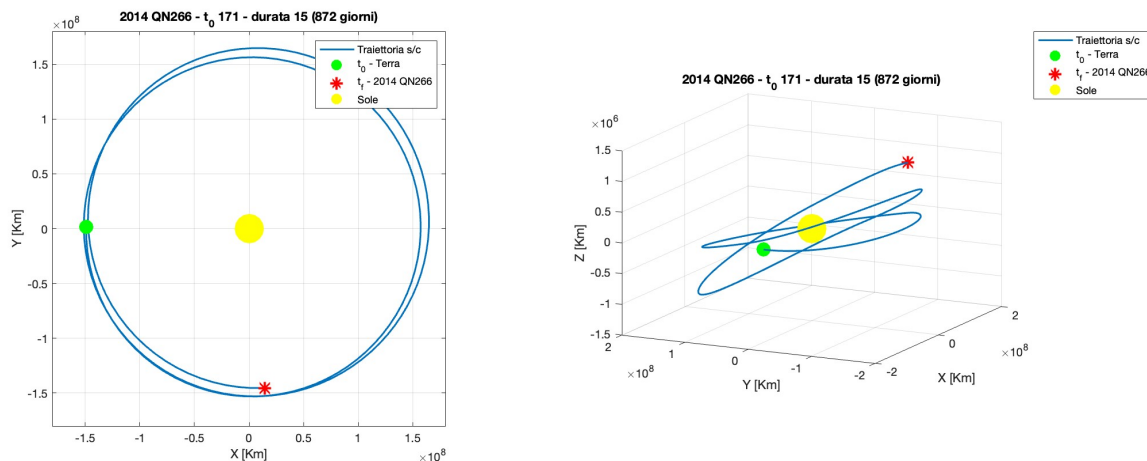 2014 QN266 - t0 171 - durata 15 (872 giorni)
×10^8
Traiettoria s/c
t0 - Terra
tf - 2014 QN266
Sole
1.5
1
0.5
0
-0.5
-1
-1.5
Y [Km]
-1.5 -1 -0.5 0 0.5 1 1.5
X [Km]
×10^8
Traiettoria s/c
t0 - Terra
tf - 2014 QN266
Sole
2014 QN266 - t0 171 - durata 15 (872 giorni)
×10^6
1.5
1
0.5
0
-0.5
-1
-1.5
Z [Km]
2 1 0 -1 -2
×10^8
Y [Km]
-2 0 2
×10^8
X [Km]